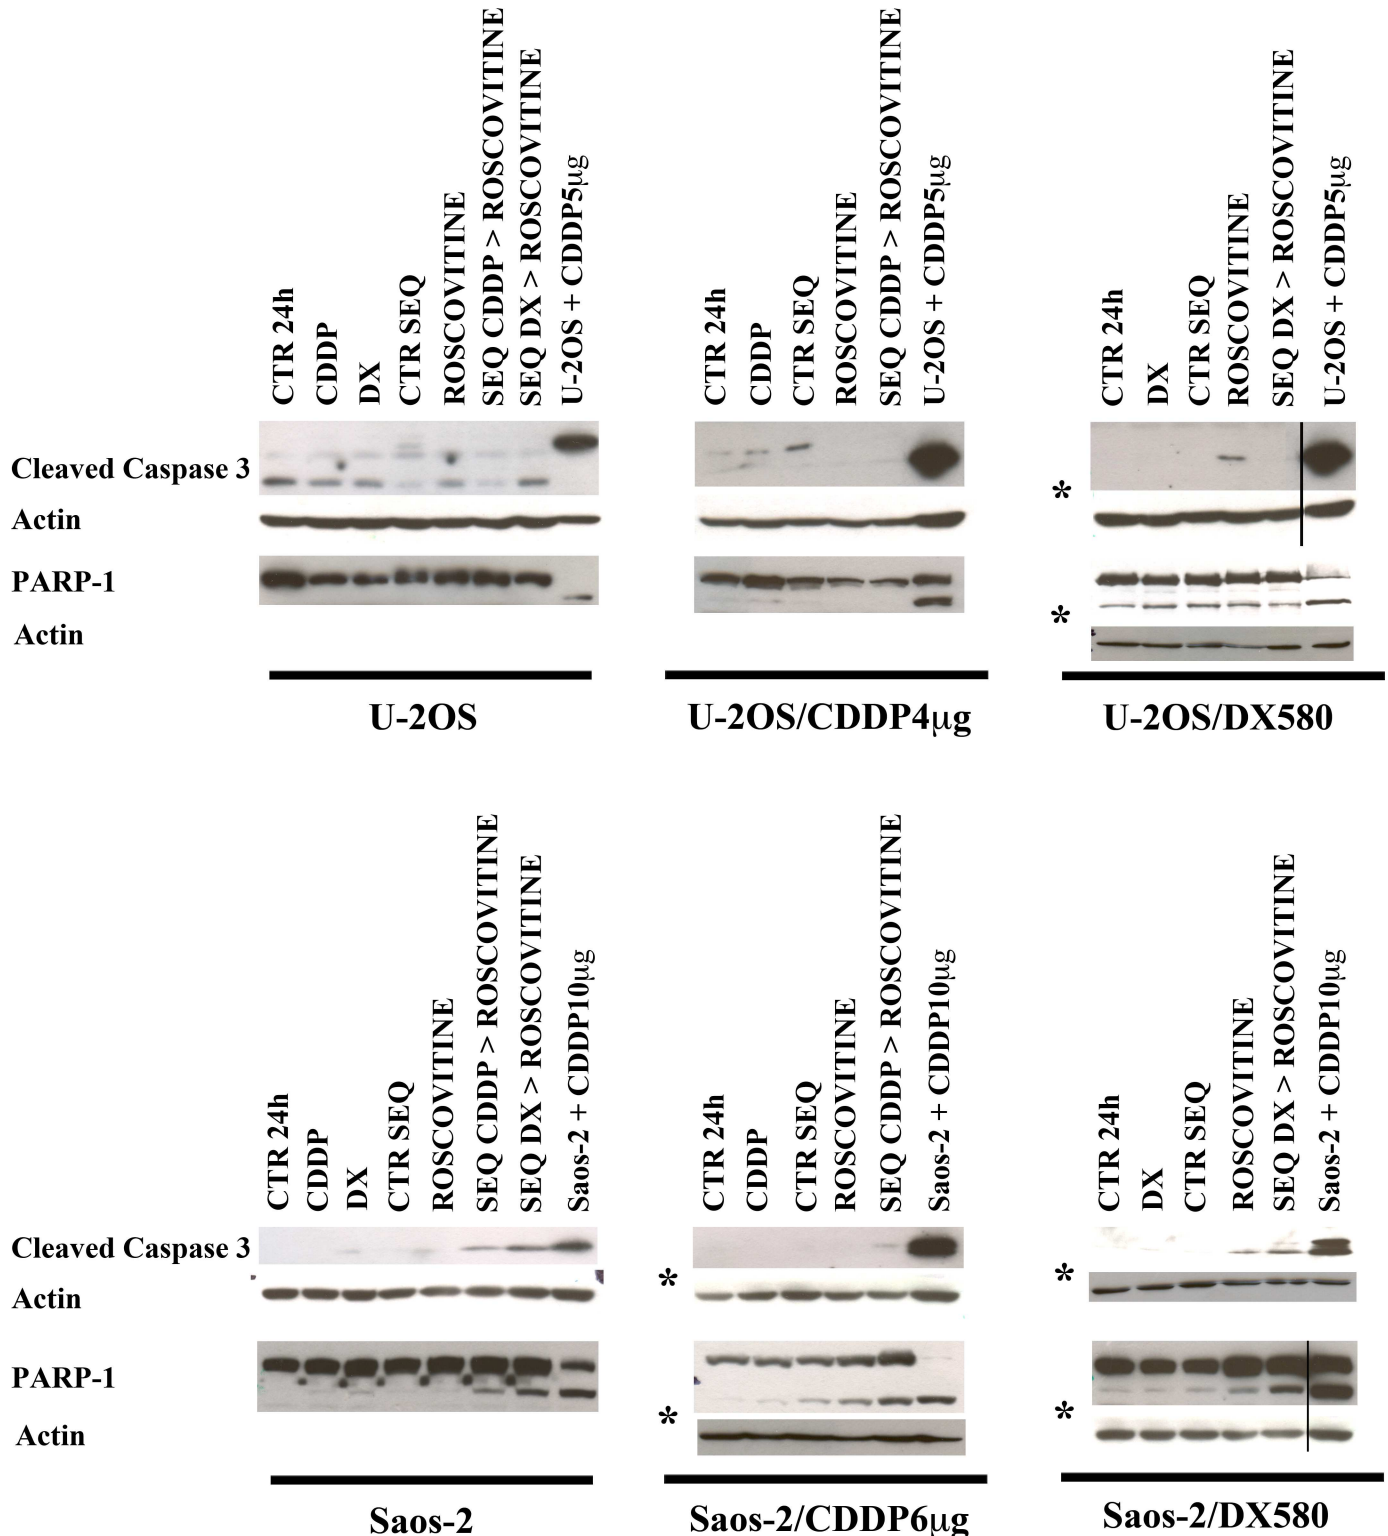 CTR 24h
CDDP
DX
CTR SEQ
ROSCOVITINE
SEQ CDDP > ROSCOVITINE
SEQ DX > ROSCOVITINE
U-2OS + CDDP5μg
CTR 24h
CDDP
CTR SEQ
ROSCOVITINE
SEQ CDDP > ROSCOVITINE
U-2OS + CDDP5μg
CTR 24h
DX
CTR SEQ
ROSCOVITINE
SEQ DX > ROSCOVITINE
U-2OS + CDDP5μg
Cleaved Caspase 3
*
Actin
PARP-1
*
Actin
U-2OS
U-2OS/CDDP4μg
U-2OS/DX580
CTR 24h
CDDP
DX
CTR SEQ
ROSCOVITINE
SEQ CDDP > ROSCOVITINE
SEQ DX > ROSCOVITINE
Saos-2 + CDDP10μg
CTR 24h
CDDP
CTR SEQ
ROSCOVITINE
SEQ CDDP > ROSCOVITINE
Saos-2 + CDDP10μg
CTR 24h
DX
CTR SEQ
ROSCOVITINE
SEQ DX > ROSCOVITINE
Saos-2 + CDDP10μg
Cleaved Caspase 3
* *
Actin
PARP-1
* *
Actin
Saos-2
Saos-2/CDDP6μg
Saos-2/DX580